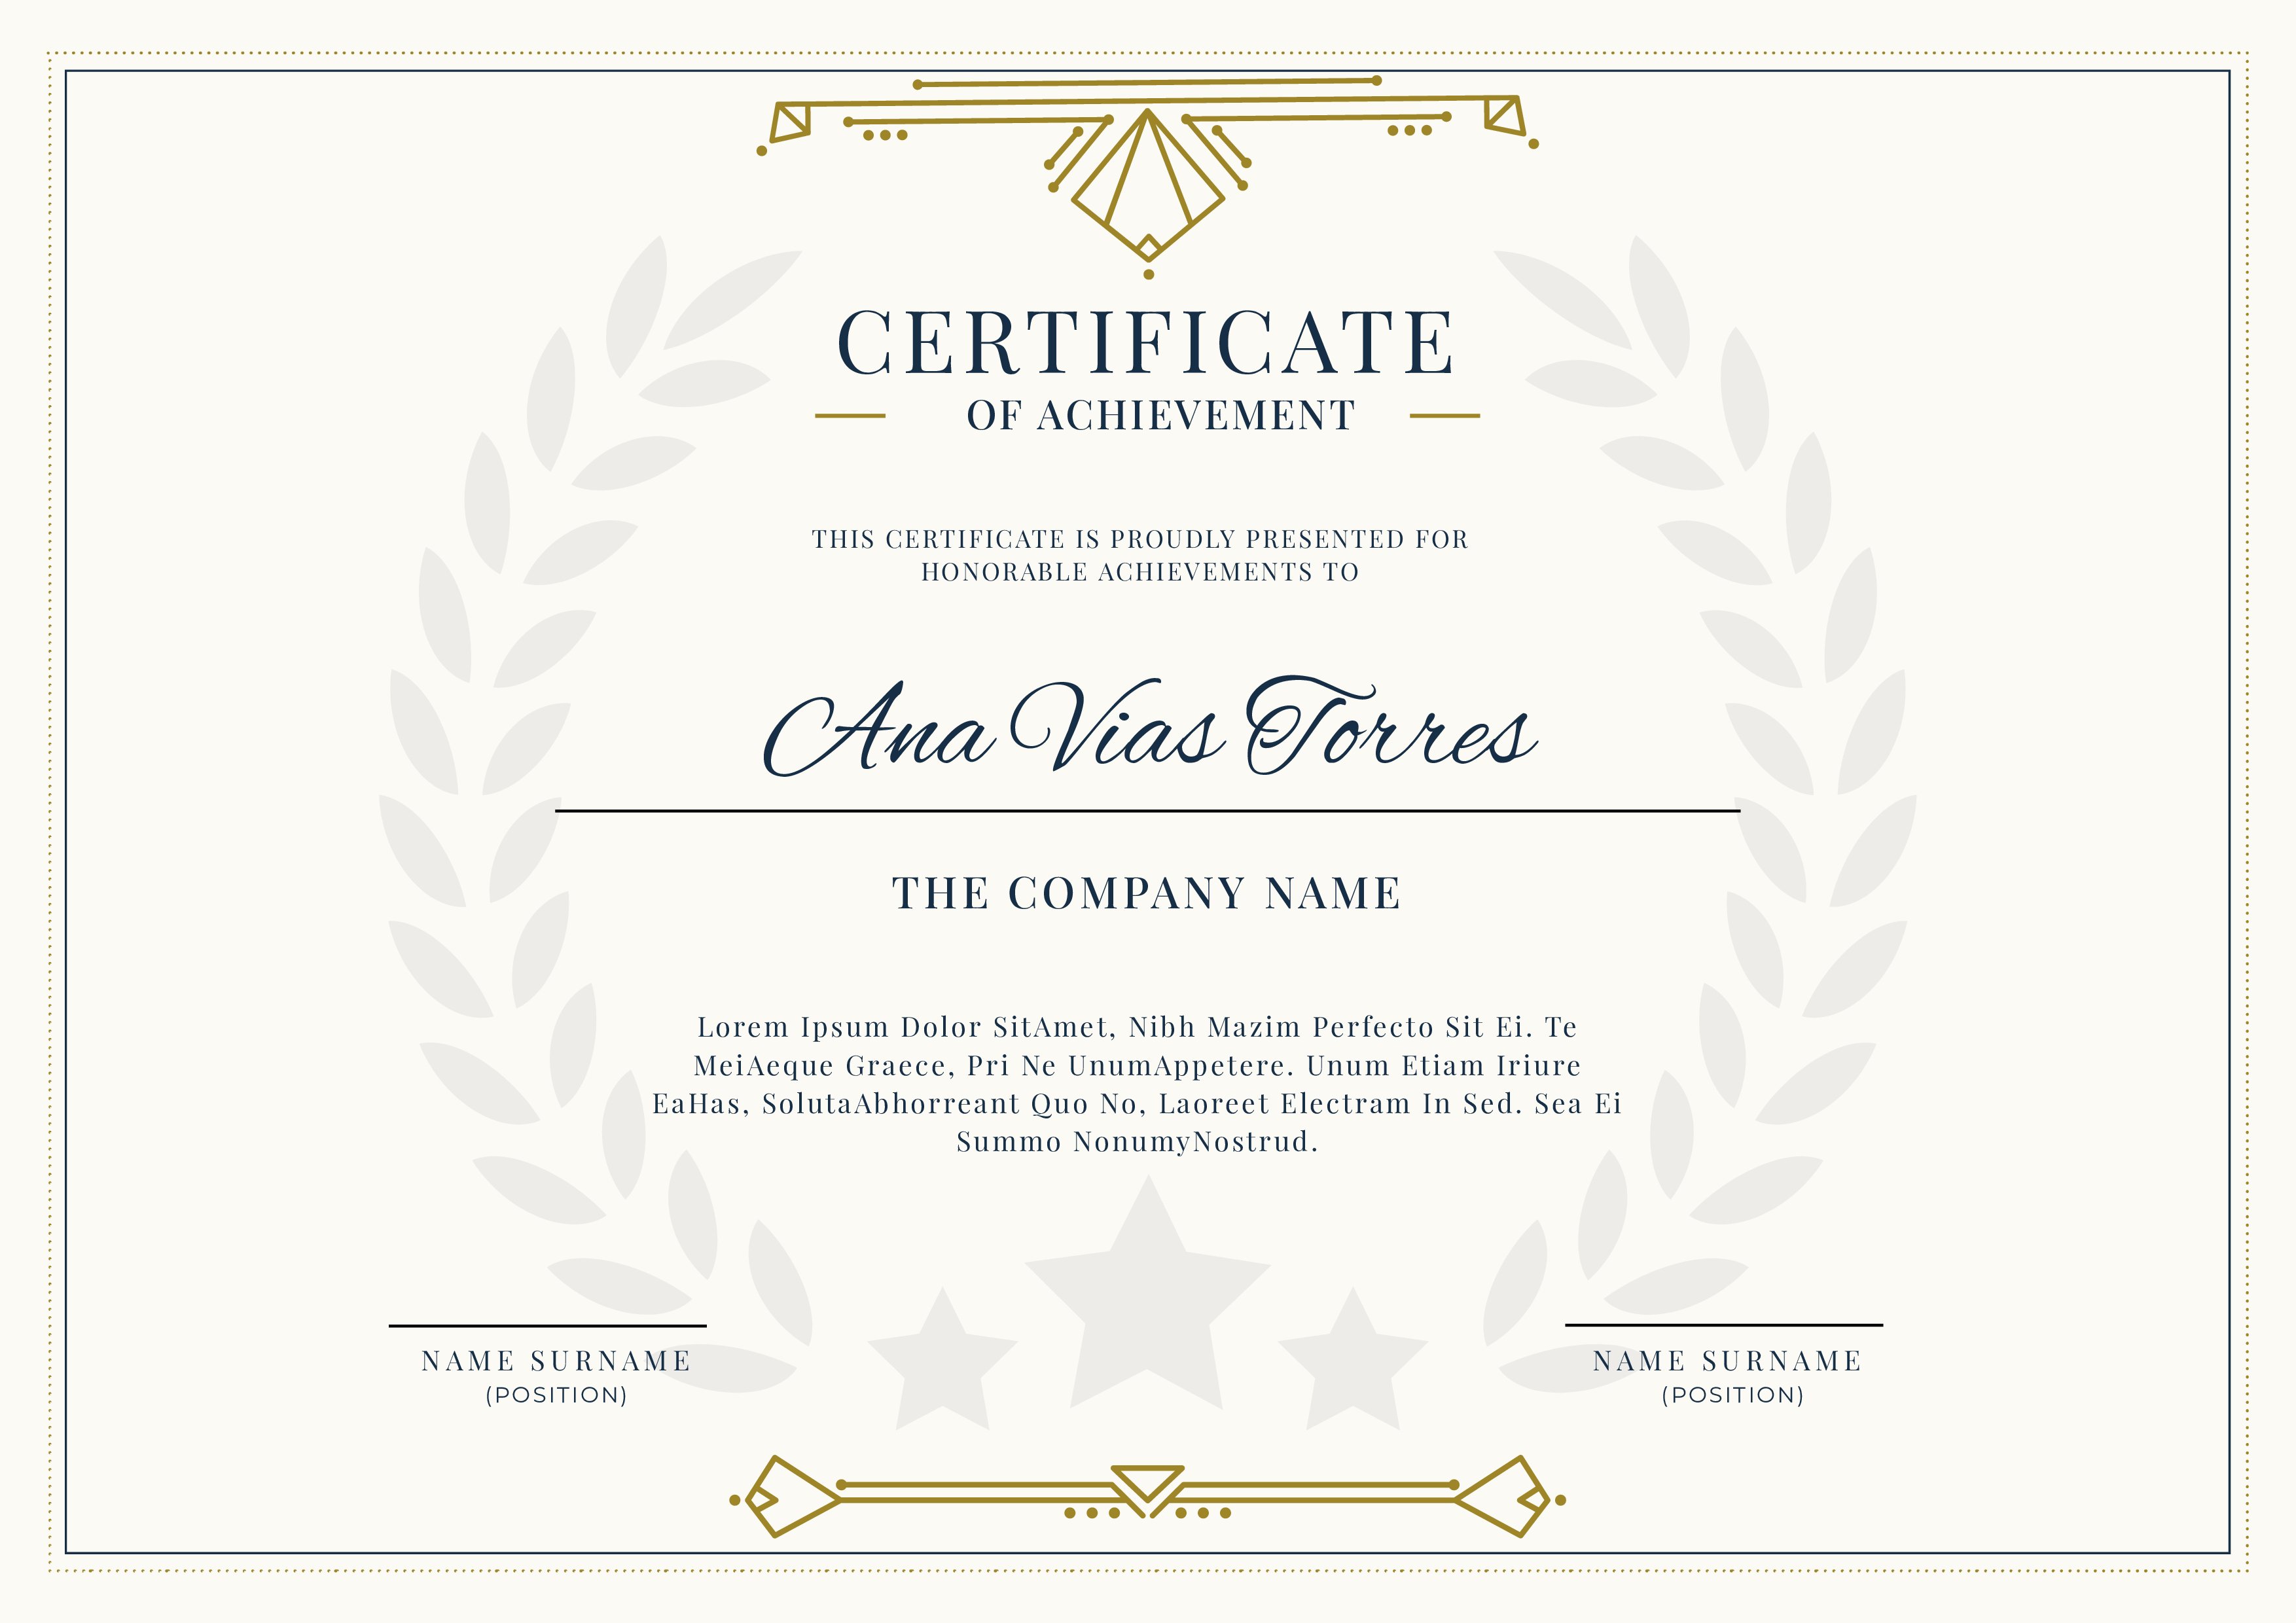 CERTIFICATE
OF ACHIEVEMENT
THIS CERTIFICATE IS PROUDLY PRESENTED FOR
HONORABLE ACHIEVEMENTS TO
Ana Vias Torres
THE COMPANY NAME
Lorem Ipsum Dolor SitAmet, Nibh Mazim Perfecto Sit Ei. Te
MeiAeque Graece, Pri Ne UnumAppetere. Unum Etiam Iriure
EaHas, SolutaAbhorreant Quo No, Laoreet Electram In Sed. Sea Ei
Summo NonumyNostrud.
NAME SURNAME
(POSITION)
NAME SURNAME
(POSITION)